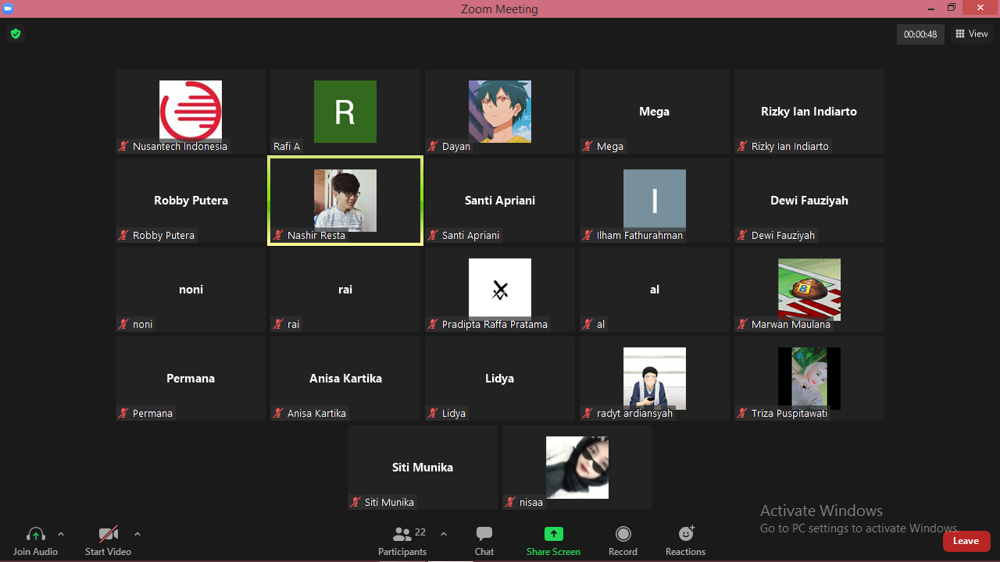 Zoom Meeting
00:00:48
View
Nusantech Indonesia
R
Rafi A
Dayan
Mega
Mega
Rizky Ian Indiarto
Rizky Ian Indiarto
Robby Putera
Robby Putera
Nashir Resta
Santi Apriani
Santi Apriani
I
Ilham Fathurahman
Dewi Fauziyah
Dewi Fauziyah
noni
noni
rai
rai
Pradipta Raffa Pratama
al
al
8
Marwan Maulana
Permana
Permana
Anisa Kartika
Anisa Kartika
Lidya
Lidya
radyt ardiansyah
Triza Puspitawati
Siti Munika
Siti Munika
nisaa
Activate Windows
Go to PC settings to activate Windows.
Join Audio
Start Video
22
Participants
Chat
Share Screen
Record
Reactions
Leave